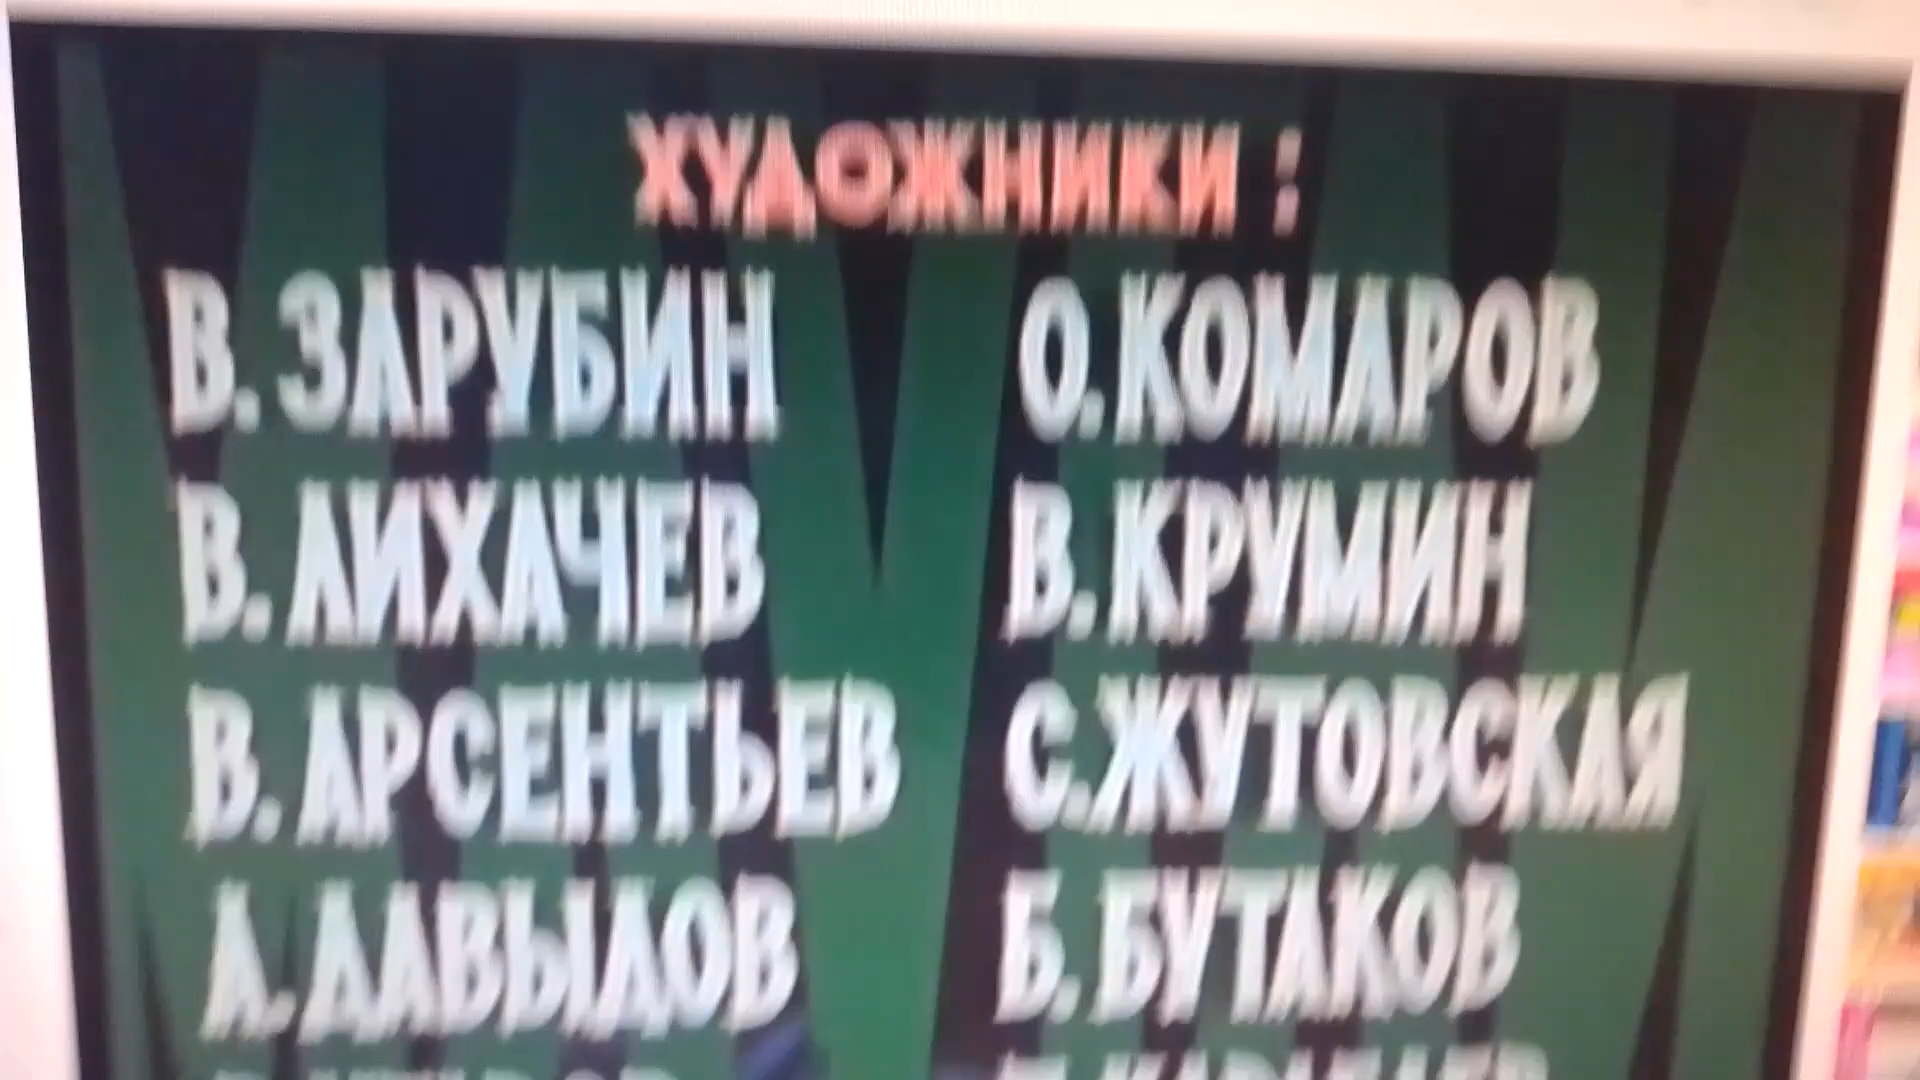 ХУДОЖНИКИ :
В. ЗАРУБИН О. КОМАРОВ
В. ЛИХАЧЕВ В. КРУМИН
В. АРСЕНТЬЕВ С. ЖУТОВСКАЯ
А. ДАВЫДОВ Б. БУТАКОВ